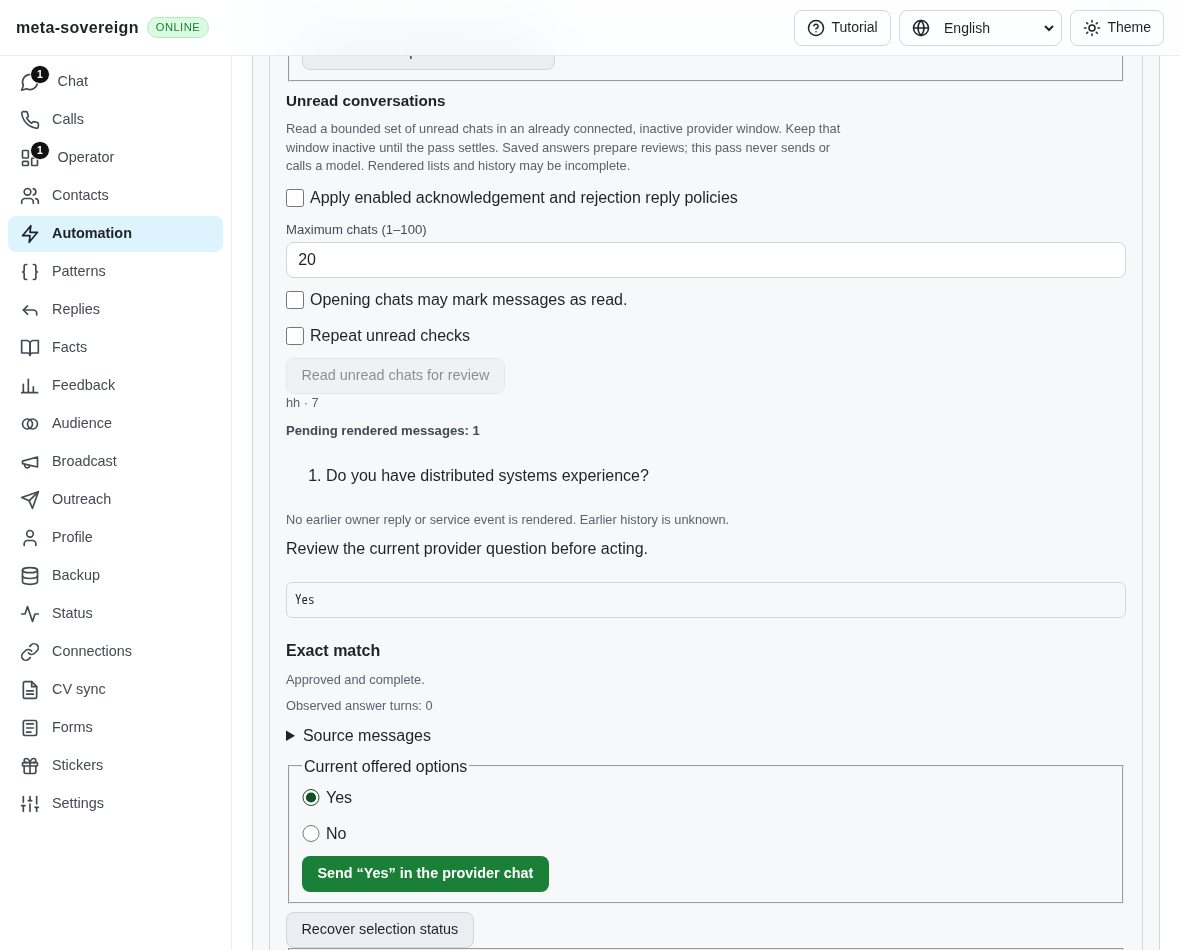 meta-sovereign ONLINE
Tutorial English Theme
1 Chat
Calls
1 Operator
Contacts
Automation
Patterns
Replies
Facts
Feedback
Audience
Broadcast
Outreach
Profile
Backup
Status
Connections
CV sync
Forms
Stickers
Settings
Unread conversations
Read a bounded set of unread chats in an already connected, inactive provider window. Keep that
window inactive until the pass settles. Saved answers prepare reviews; this pass never sends or
calls a model. Rendered lists and history may be incomplete.
Apply enabled acknowledgement and rejection reply policies
Maximum chats (1–100)
20
Opening chats may mark messages as read.
Repeat unread checks
Read unread chats for review
hh · 7
Pending rendered messages: 1
1. Do you have distributed systems experience?
No earlier owner reply or service event is rendered. Earlier history is unknown.
Review the current provider question before acting.
Yes
Exact match
Approved and complete.
Observed answer turns: 0
Source messages
Current offered options
Yes
No
Send “Yes” in the provider chat
Recover selection status